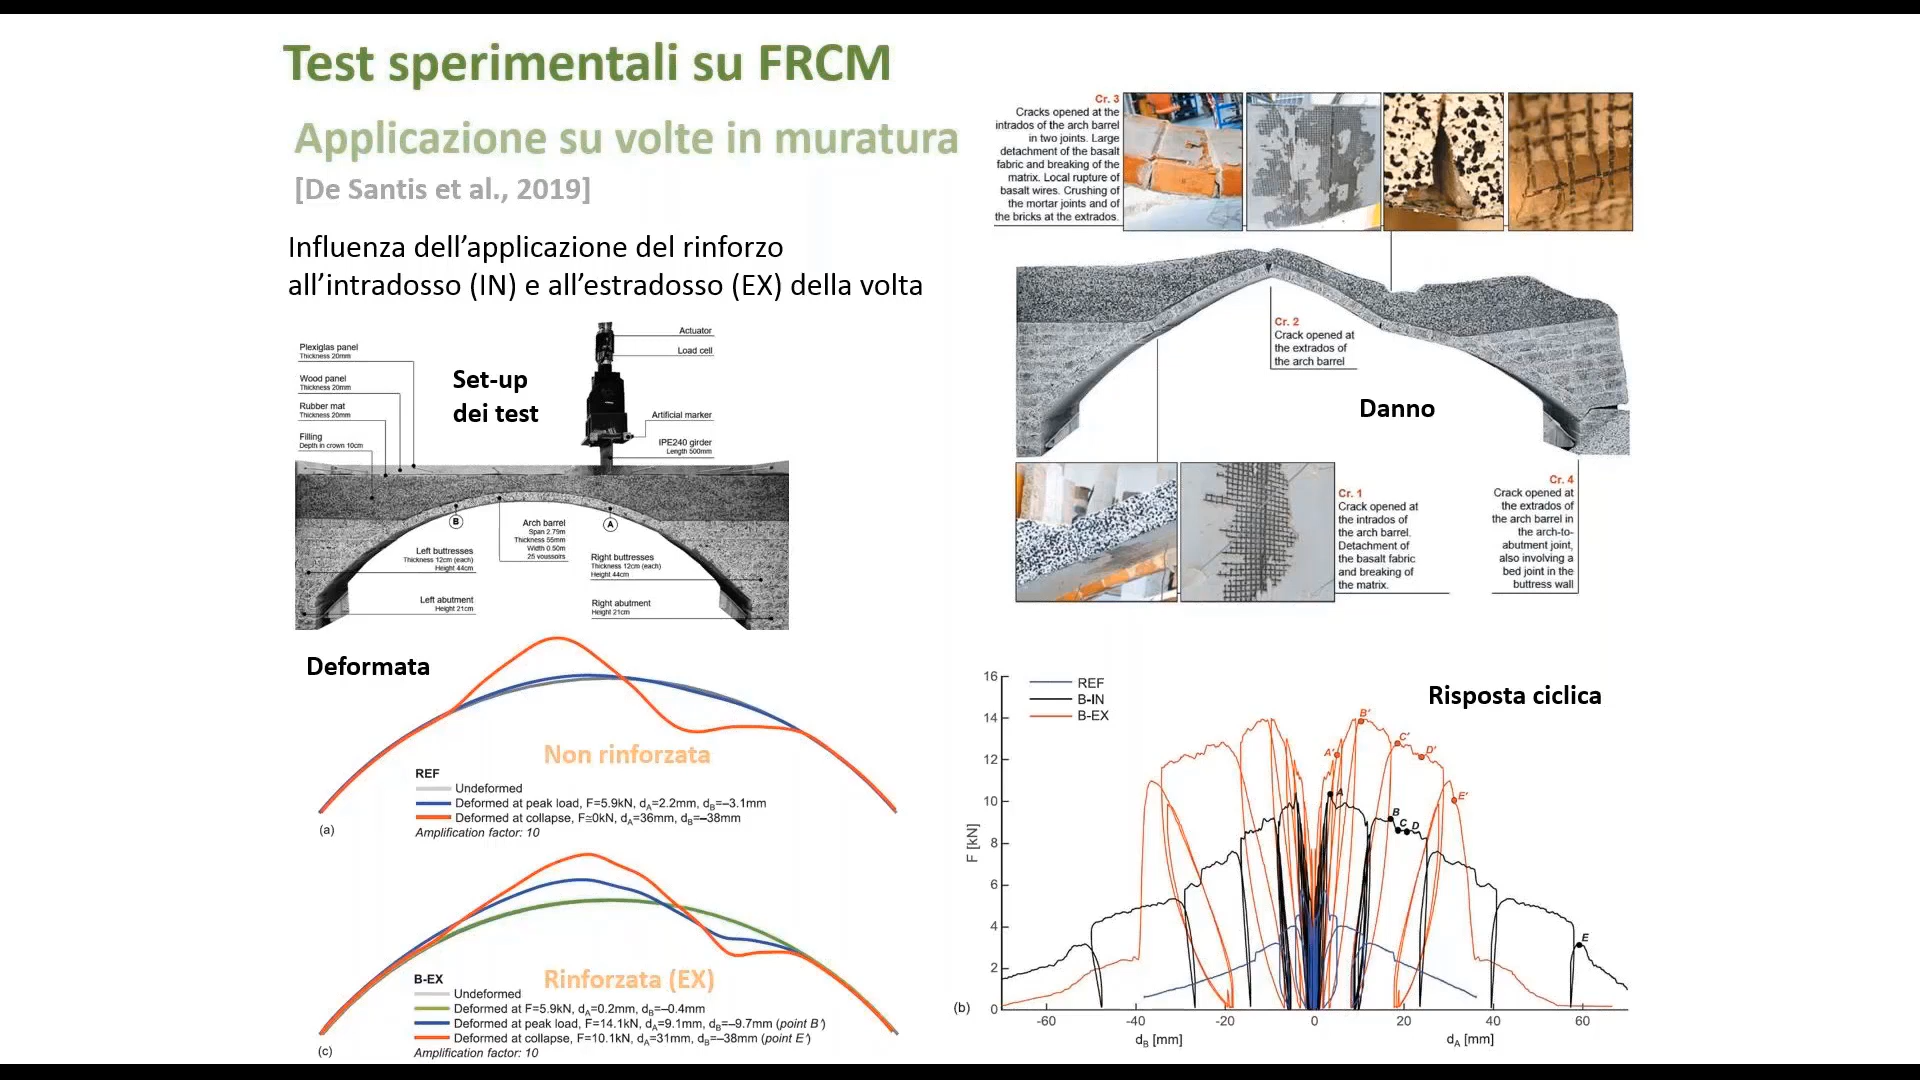 Test sperimentali su FRCM
Applicazione su volte in muratura
[De Santis et al., 2019]
Influenza dell’applicazione del rinforzo
all’intradosso (IN) e all’estradosso (EX) della volta
Plexiglas panel
Thickness 20mm
Wood panel
Thickness 20mm
Rubber mat
Thickness 20mm
Filling
Depth in crown 10cm
Set-up
dei test
Actuator
Load cell
Artificial marker
IPE240 girder
Length 500mm
B
A
Arch barrel
Span 2.79m
Thickness 55mm
Width 0.50m
25 voussoirs
Left buttresses
Thickness 12cm (each)
Height 44cm
Right buttresses
Thickness 12cm (each)
Height 44cm
Left abutment
Height 21cm
Right abutment
Height 21cm
Deformata
Non rinforzata
REF
Undeformed
Deformed at peak load, F=5.9kN, dA=2.2mm, dB=–3.1mm
Deformed at collapse, F≅0kN, dA=36mm, dB=–38mm
Amplification factor: 10
(a)
Rinforzata (EX)
B-EX
Undeformed
Deformed at F=5.9kN, dA=0.2mm, dB=–0.4mm
Deformed at peak load, F=14.1kN, dA=9.1mm, dB=–9.7mm (point B')
Deformed at collapse, F=10.1kN, dA=31mm, dB=–38mm (point E')
Amplification factor: 10
(c)
Cr. 3
Cracks opened at the
intrados of the arch barrel
in two joints. Large
detachment of the basalt
fabric and breaking of the
matrix. Local rupture of
basalt wires. Crushing of
the mortar joints and of
the bricks at the extrados.
Cr. 2
Crack opened at
the extrados of
the arch barrel
Danno
Cr. 1
Crack opened at
the intrados of
the arch barrel.
Detachment of
the basalt fabric
and breaking of
the matrix.
Cr. 4
Crack opened at
the extrados of
the arch barrel in
the arch-to-
abutment joint,
also involving a
bed joint in the
buttress wall
Risposta ciclica
REF
B-IN
B-EX
16
14
12
10
8
6
4
2
0
F [kN]
A'
B'
C'
D'
E'
A
B
C
D
E
(b)
-60
-40
-20
0
20
40
60
dB [mm]
dA [mm]